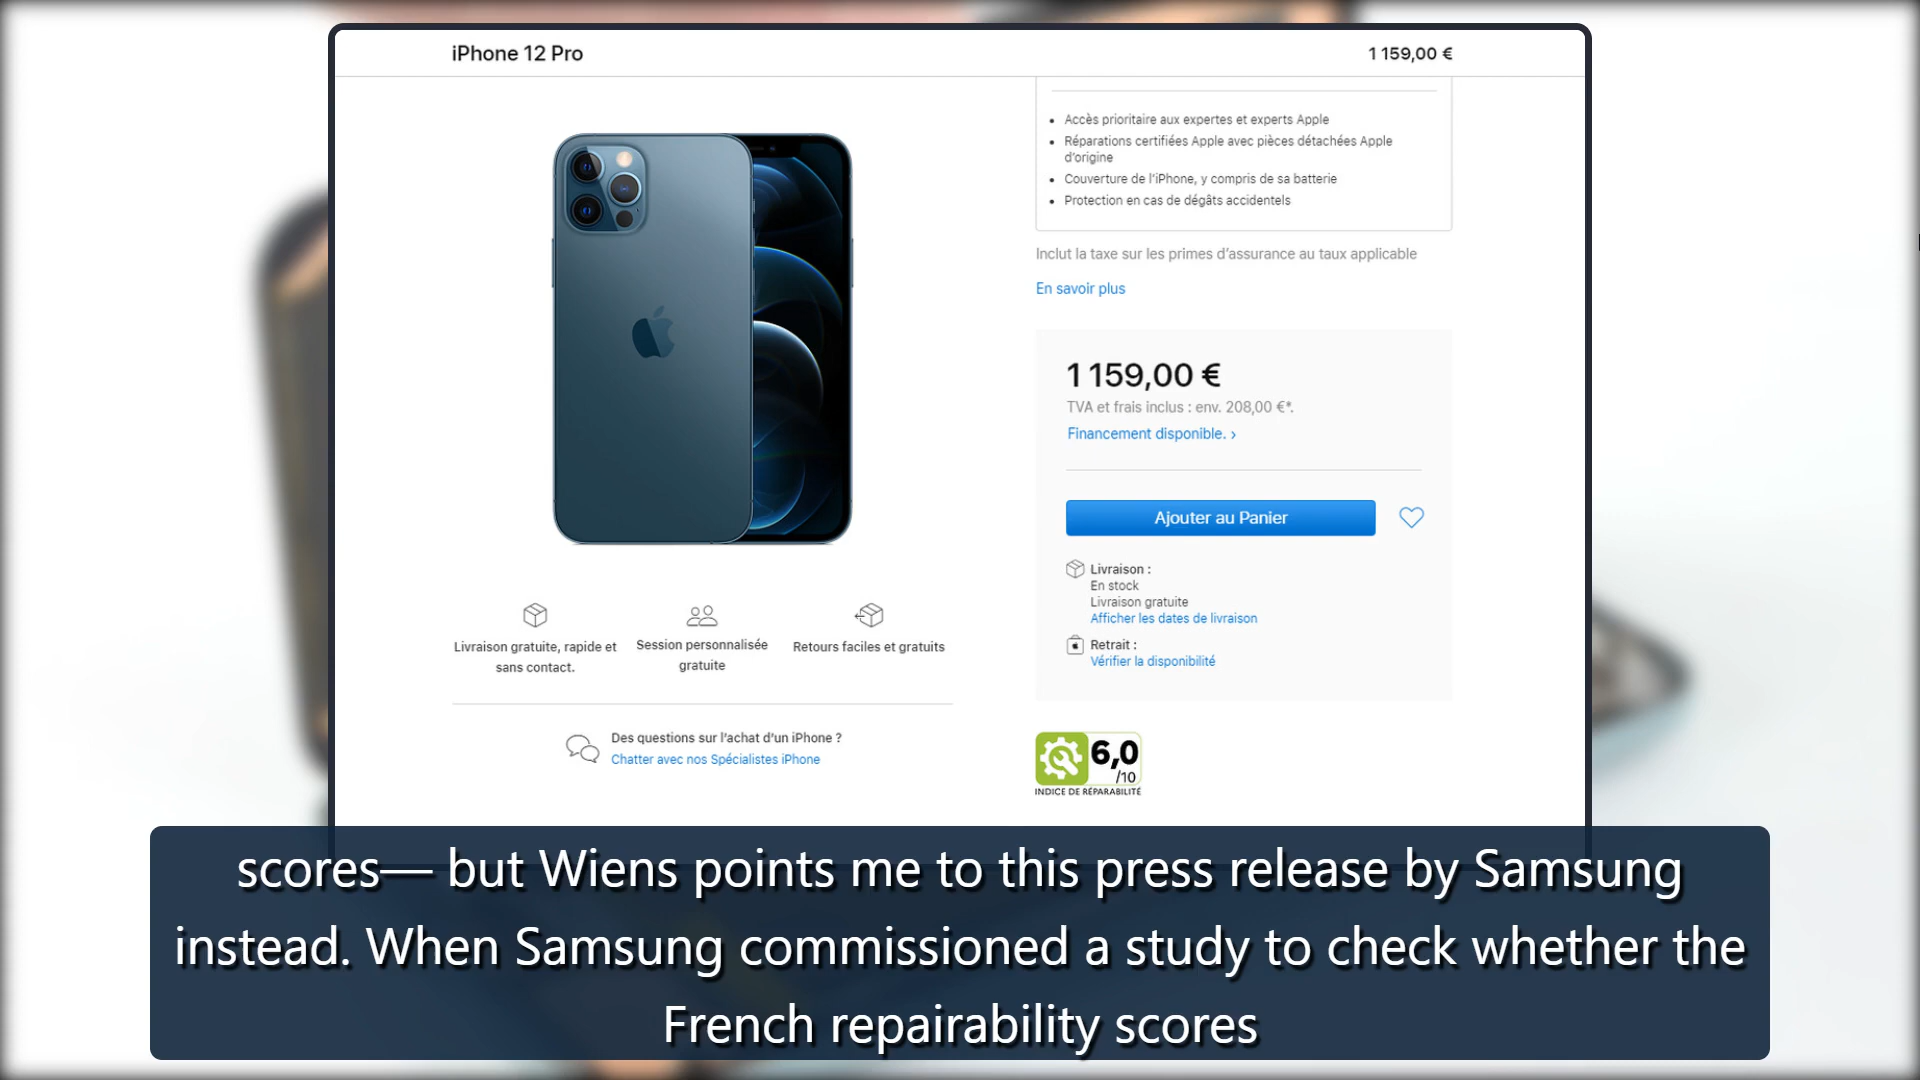 iPhone 12 Pro
1 159,00 €
Accès prioritaire aux expertes et experts Apple
Réparations certifiées Apple avec pièces détachées Apple
d’origine
Couverture de l’iPhone, y compris de sa batterie
Protection en cas de dégâts accidentels
Inclut la taxe sur les primes d’assurance au taux applicable
En savoir plus
1 159,00 €
TVA et frais inclus : env. 208,00 €*.
Financement disponible. ›
Ajouter au Panier
Livraison :
En stock
Livraison gratuite
Afficher les dates de livraison
Retrait :
Vérifier la disponibilité
Livraison gratuite, rapide et
sans contact.
Session personnalisée
gratuite
Retours faciles et gratuits
Des questions sur l’achat d’un iPhone ?
Chatter avec nos Spécialistes iPhone
6,0
/10
INDICE DE RÉPARABILITÉ
scores— but Wiens points me to this press release by Samsung
instead. When Samsung commissioned a study to check whether the
French repairability scores